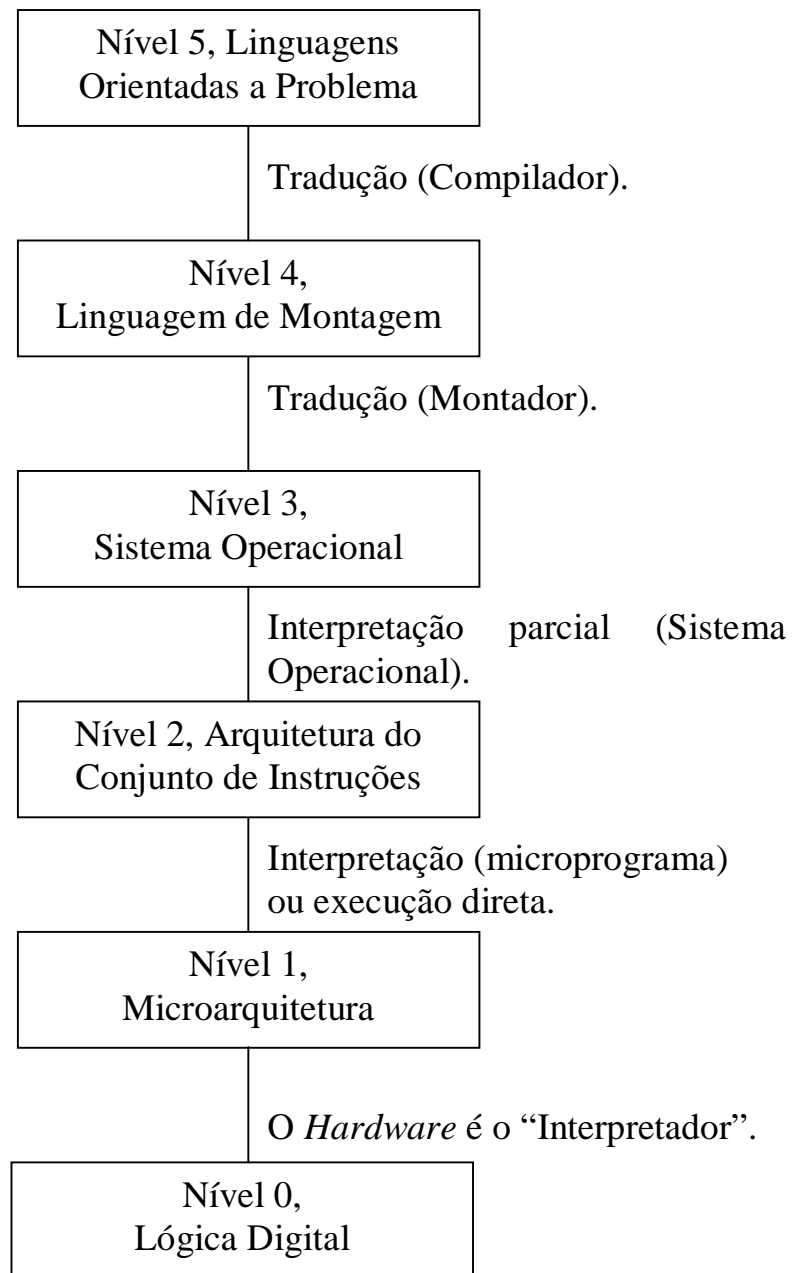 Nível 5, Linguagens
Orientadas a Problema
Tradução (Compilador).
Nível 4,
Linguagem de Montagem
Tradução (Montador).
Nível 3,
Sistema Operacional
Interpretação parcial (Sistema
Operacional).
Nível 2, Arquitetura do
Conjunto de Instruções
Interpretação (microprograma)
ou execução direta.
Nível 1,
Microarquitetura
O Hardware é o “Interpretador”.
Nível 0,
Lógica Digital